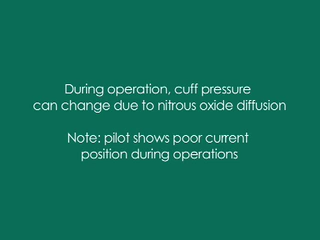 During operation, cuff pressure
can change due to nitrous oxide diffusion
Note: pilot shows poor current
position during operations